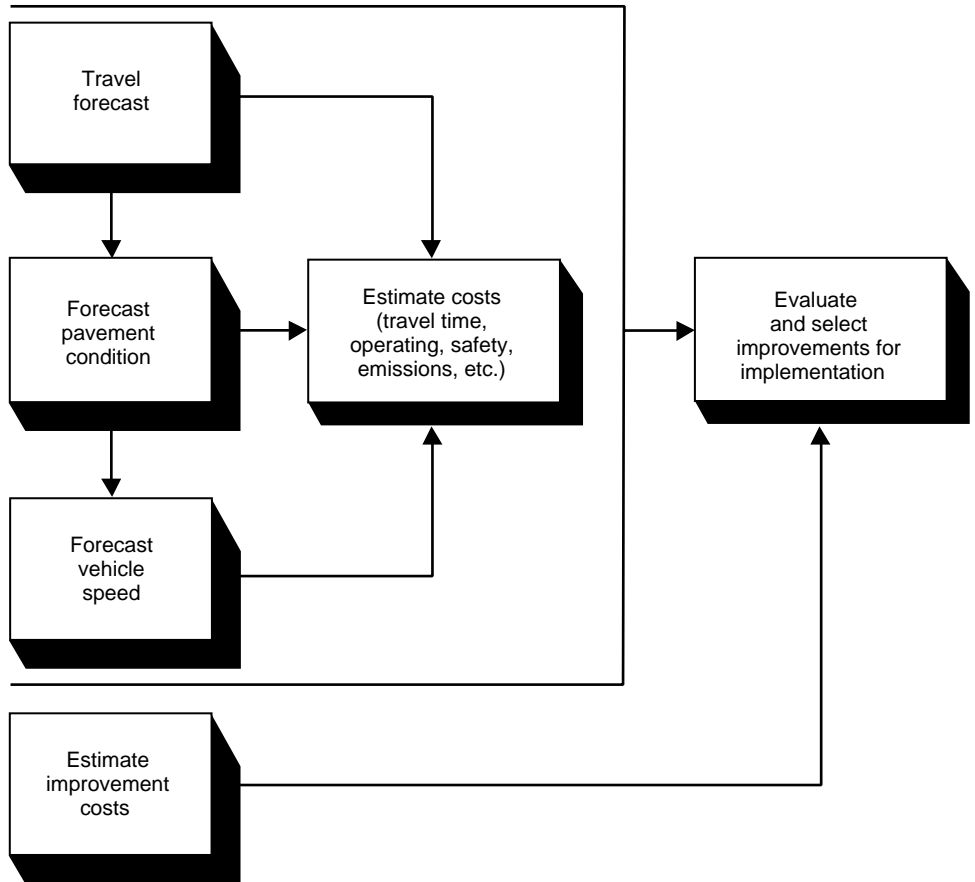 Travel
forecast
Forecast
pavement
condition
Estimate costs
(travel time,
operating, safety,
emissions, etc.)
Evaluate
and select
improvements for
implementation
Forecast
vehicle
speed
Estimate
improvement
costs